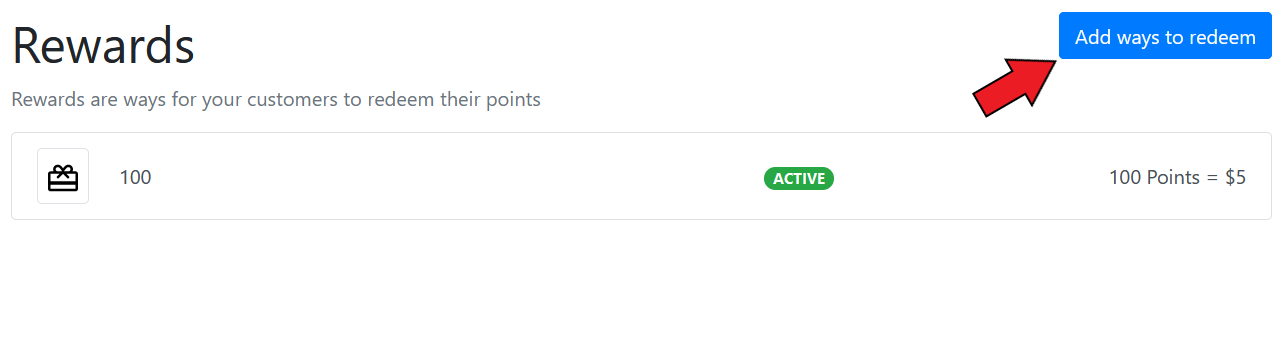 Rewards
Add ways to redeem
Rewards are ways for your customers to redeem their points
100
ACTIVE
100 Points = $5